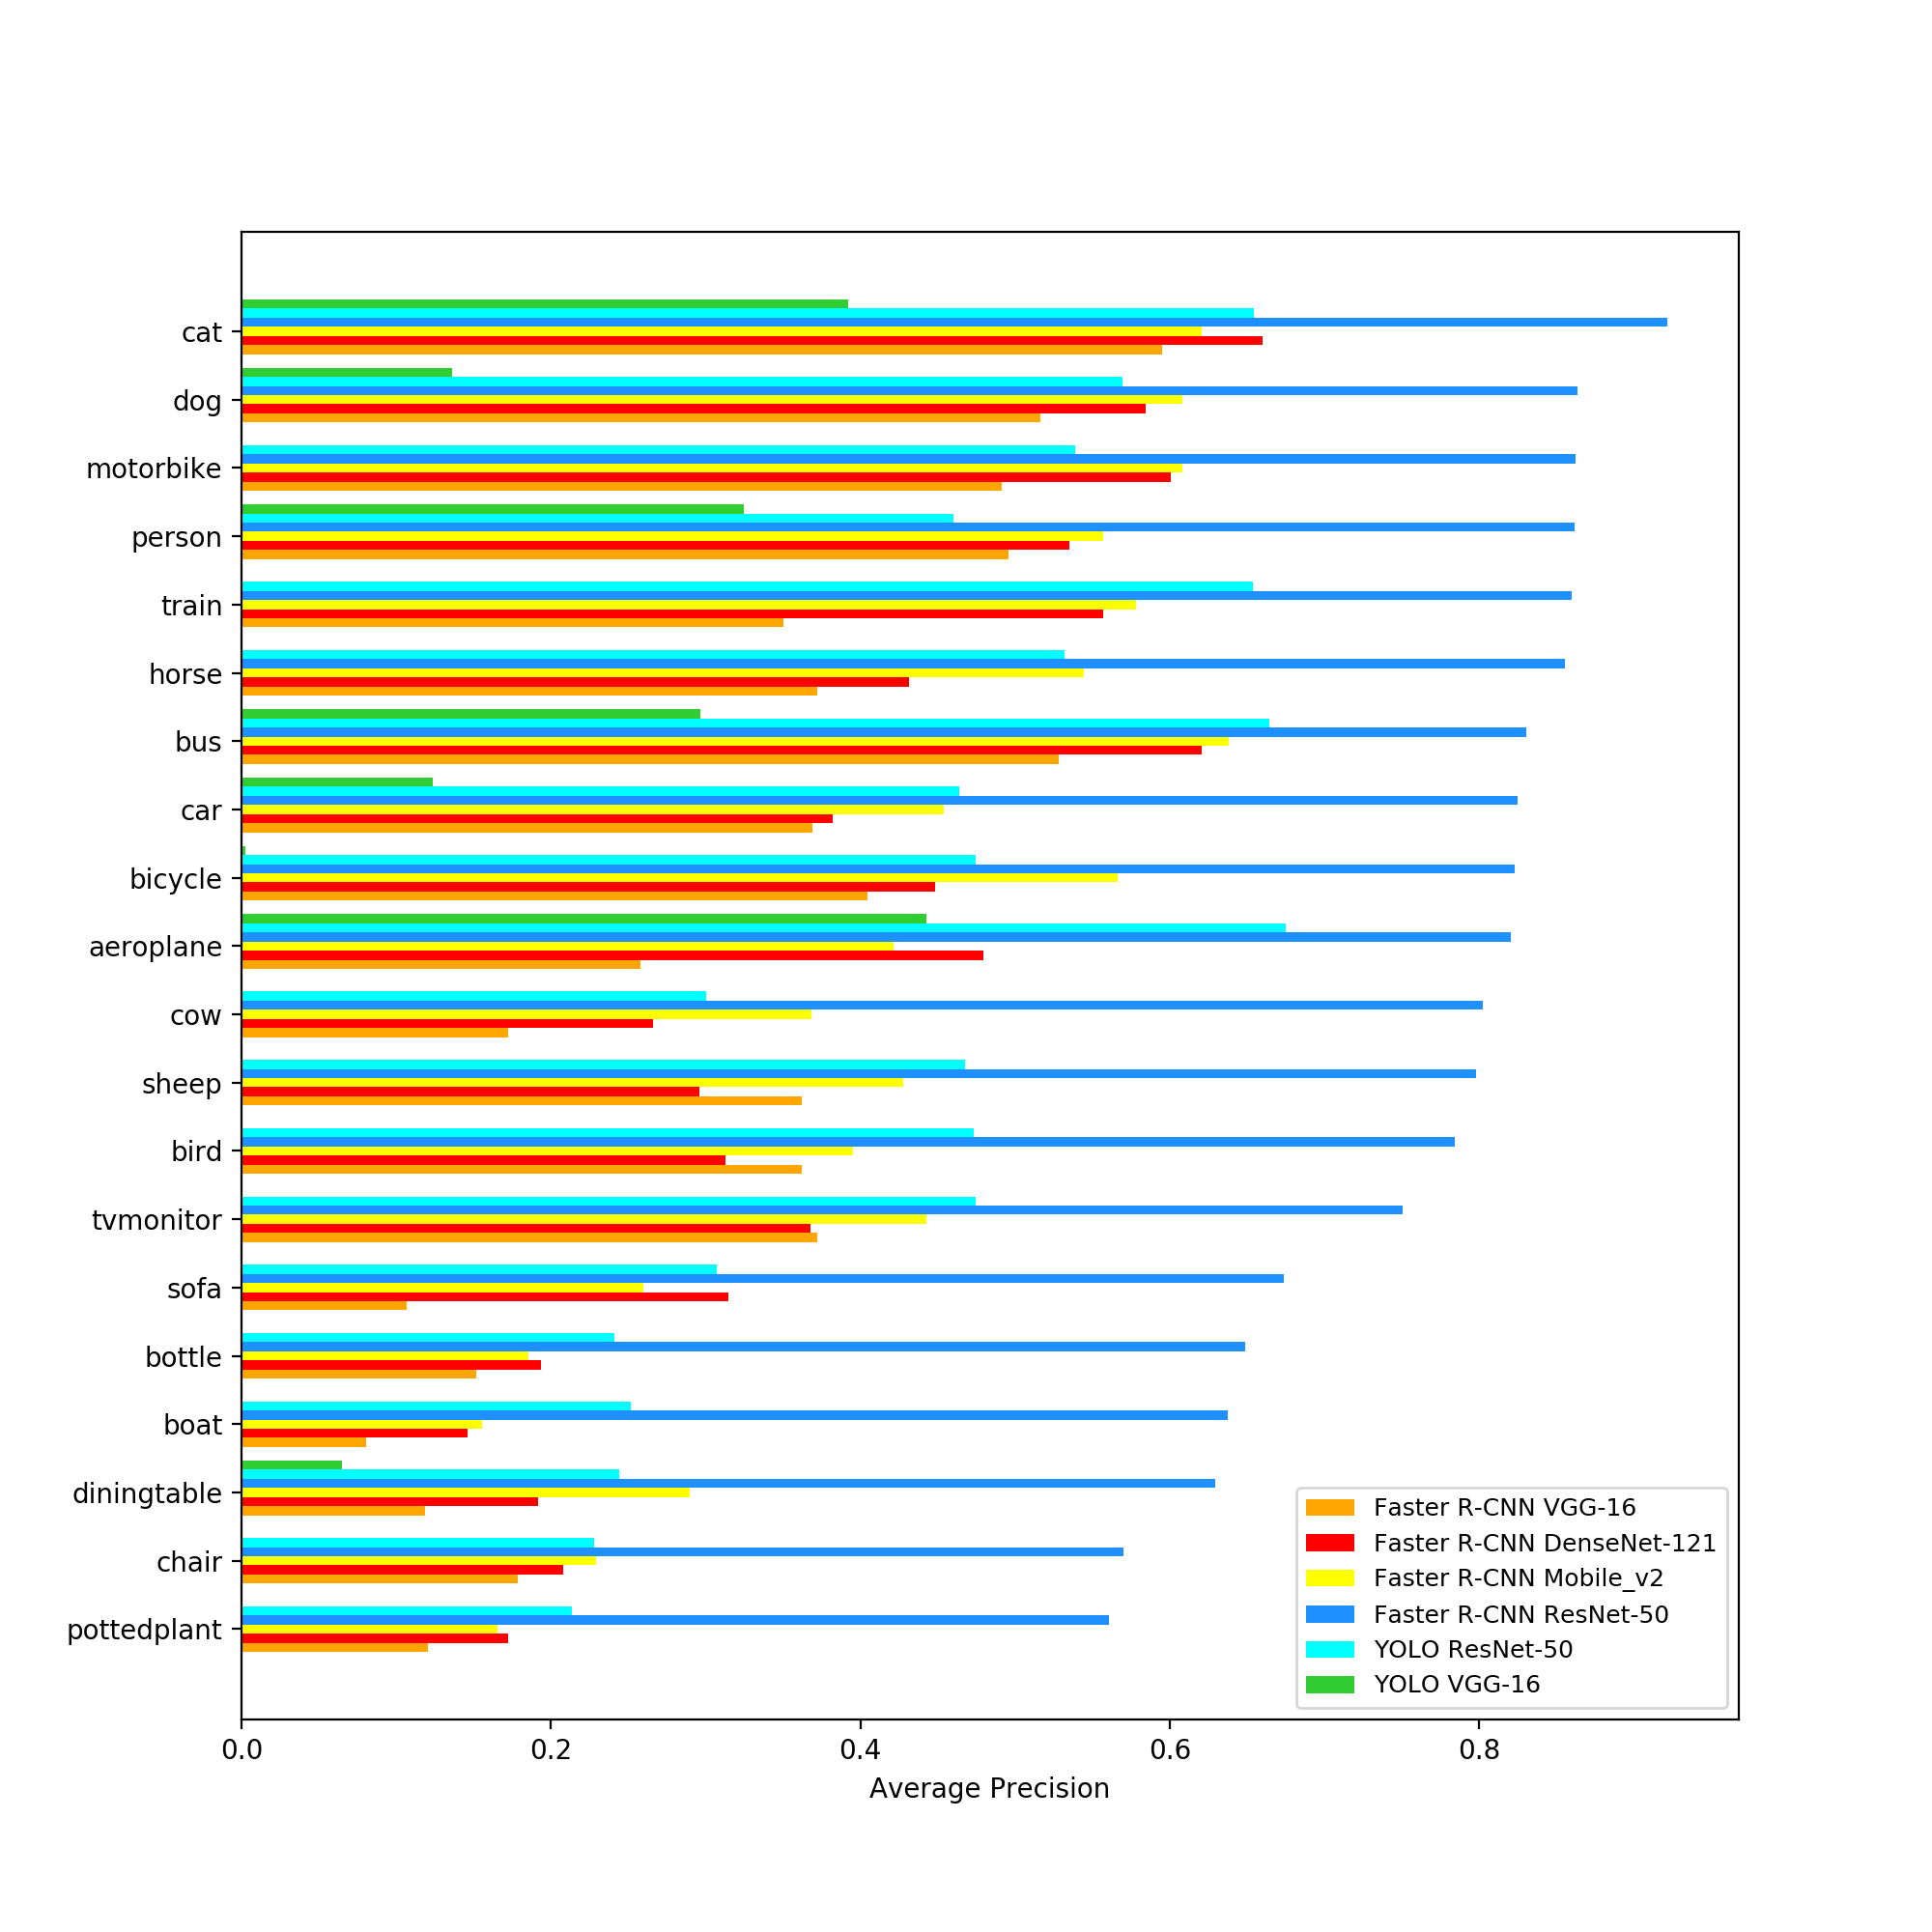 cat
dog
motorbike
person
train
horse
bus
car
bicycle
aeroplane
cow
sheep
bird
tvmonitor
sofa
bottle
boat
diningtable
chair
pottedplant
Faster R-CNN VGG-16
Faster R-CNN DenseNet-121
Faster R-CNN Mobile_v2
Faster R-CNN ResNet-50
YOLO ResNet-50
YOLO VGG-16
0.0 0.2 0.4 0.6 0.8
Average Precision